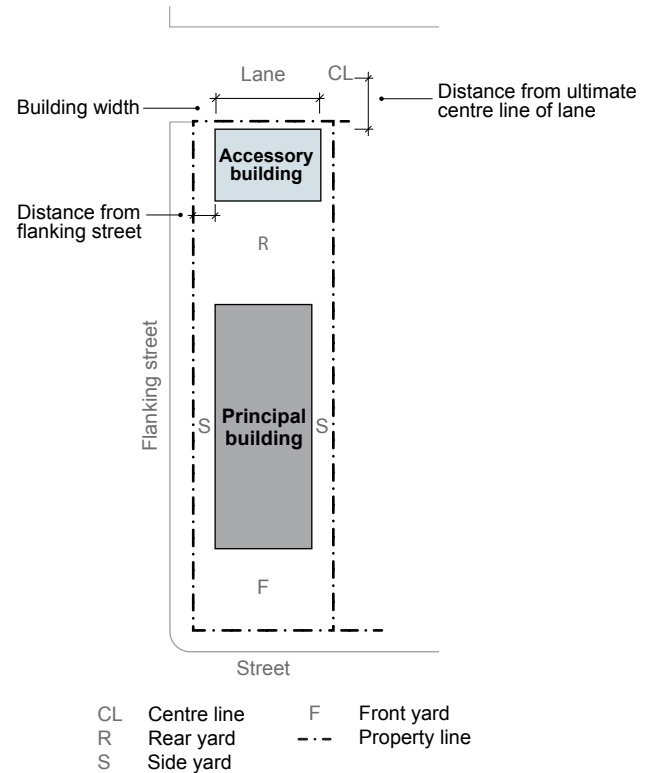 Lane
CL
Distance from ultimate
centre line of lane
Building width
Accessory
building
Distance from
flanking street
R
Flanking street
S
Principal
building
S
F
Street
CL Centre line
F Front yard
R Rear yard
Property line
S Side yard